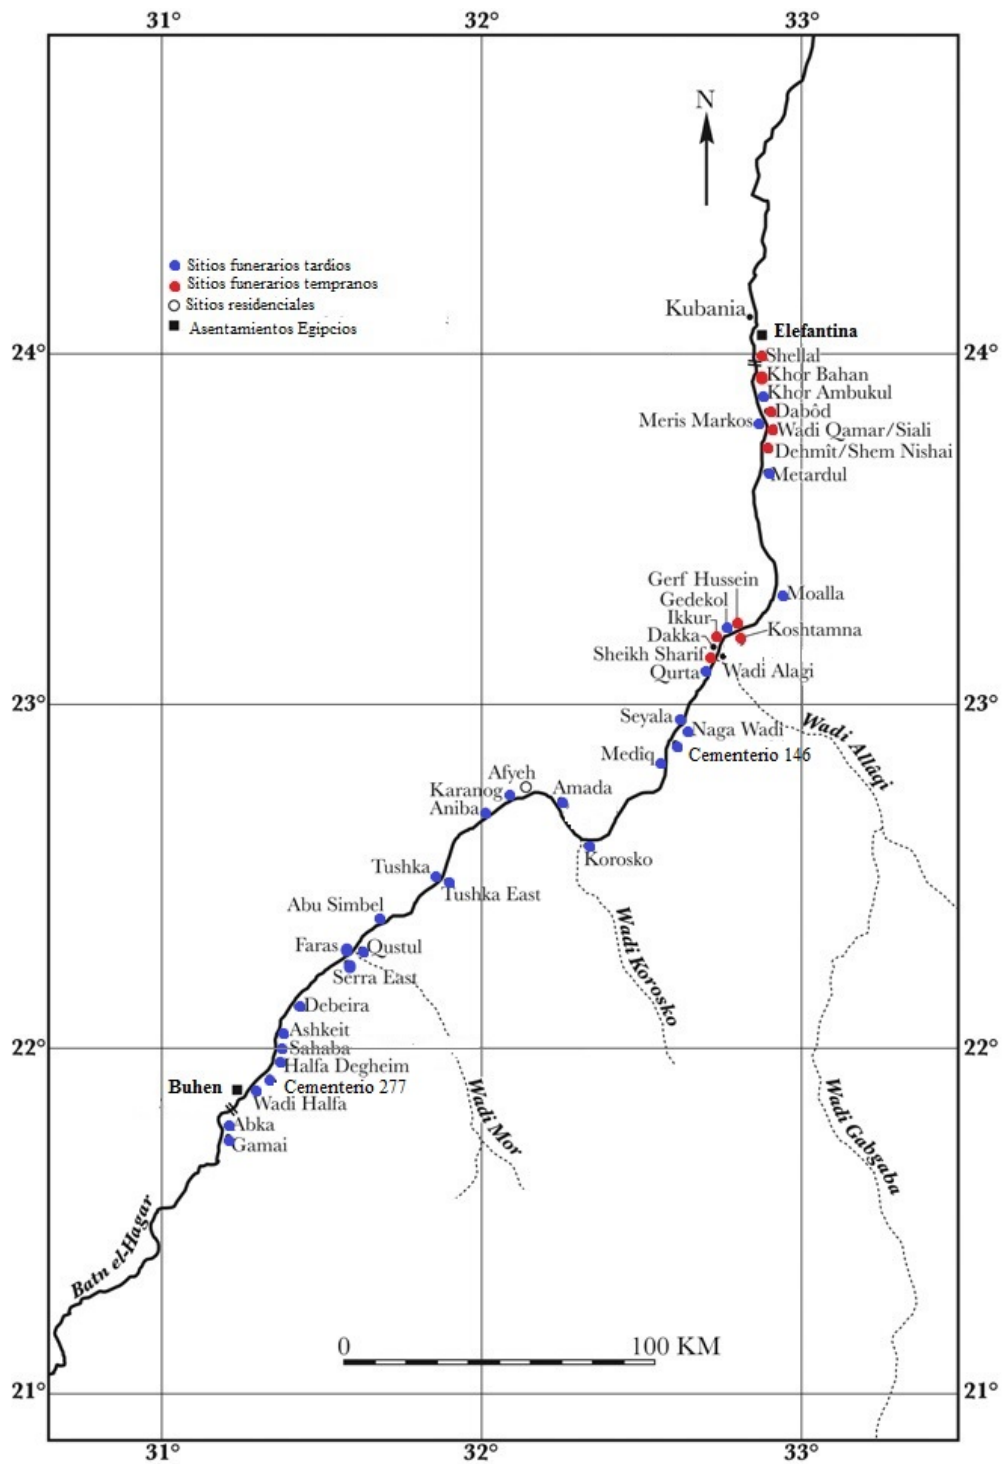 31°
32°
33°
N
Sitios funerarios tardios
Sitios funerarios tempranos
Sitios residenciales
Asentamientos Egipcios
Kubania
Elefantina
24°
24°
Shellal
Khor Bahan
Khor Ambukul
Dabôd
Meris Markos
Wadi Qamar/Siali
Dehmît/Shem Nishai
Metardul
Gerf Hussein
Moalla
Gedekol
Ikkur
Koshtamna
Dakka
Sheikh Sharif
Wadi Alagi
Qurta
23°
23°
Seyala
Naga Wadi
Wadi Allâqi
Medîq
Cementerio 146
Afyeh
Karanog
Amada
Aniba
Korosko
Tushka
Tushka East
Abu Simbel
Wadi Korosko
Faras
Qustul
Serra East
Debeira
Ashkeit
22°
Sahaba
22°
Halfa Degheim
Buhen
Cementerio 277
Wadi Halfa
Wadi Mor
Wadi Gabgaba
Abka
Gamai
Batn el-Hagar
0
100 KM
21°
21°
31°
32°
33°